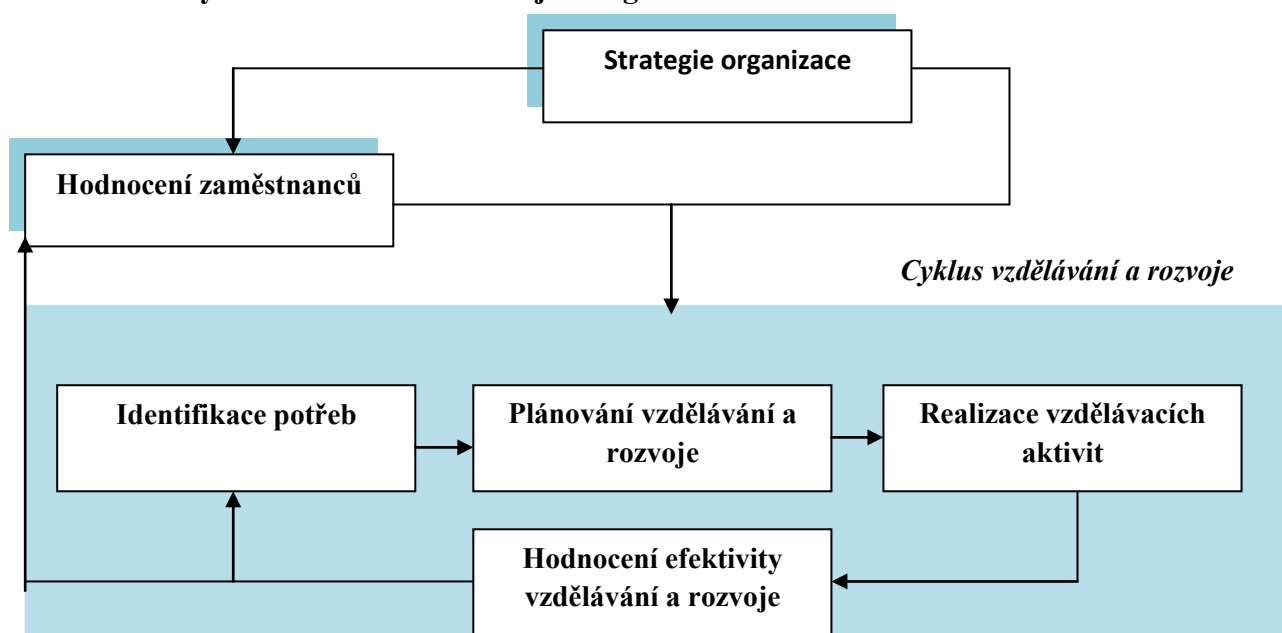 Strategie organizace
Hodnocení zaměstnanců
Cyklus vzdělávání a rozvoje
Identifikace potřeb
Plánování vzdělávání a
rozvoje
Realizace vzdělávacích
aktivit
Hodnocení efektivity
vzdělávání a rozvoje